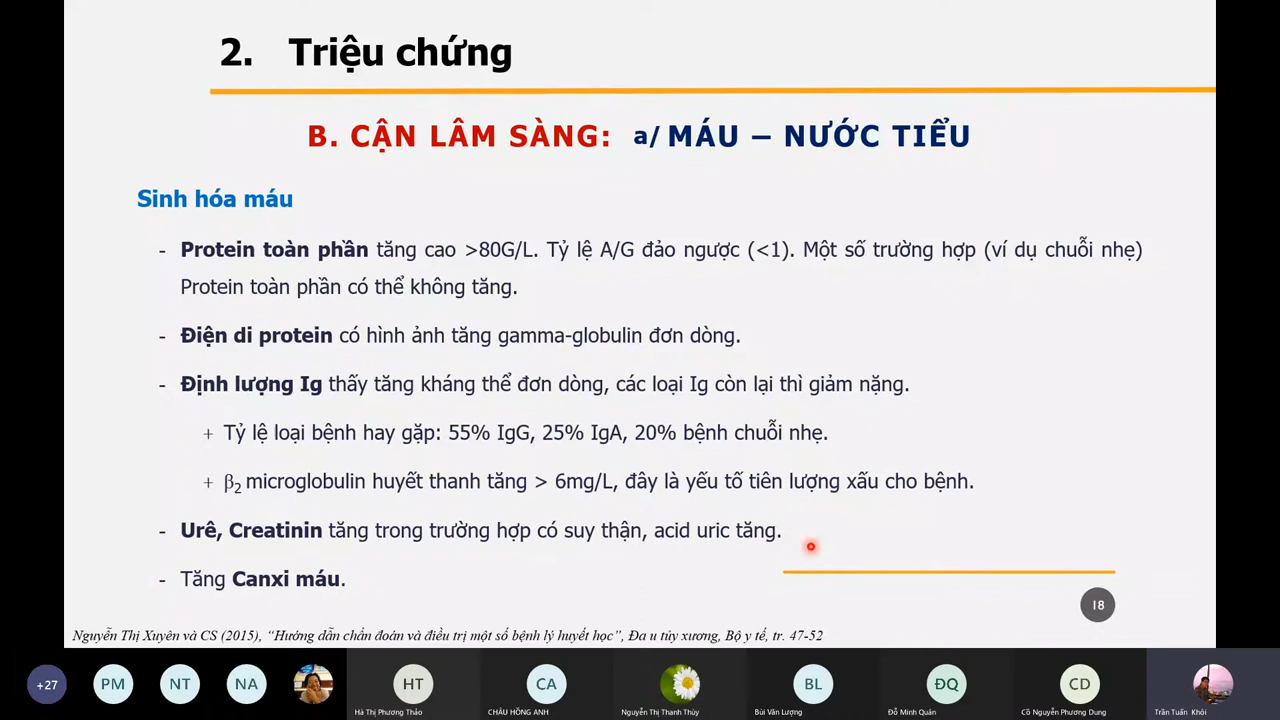 2. Triệu chứng
B. CẬN LÂM SÀNG: a/ MÁU – NƯỚC TIỂU
Sinh hóa máu
- Protein toàn phần tăng cao >80G/L. Tỷ lệ A/G đảo ngược (<1). Một số trường hợp (ví dụ chuỗi nhẹ)
Protein toàn phần có thể không tăng.
- Điện di protein có hình ảnh tăng gamma-globulin đơn dòng.
- Định lượng Ig thấy tăng kháng thể đơn dòng, các loại Ig còn lại thì giảm nặng.
+ Tỷ lệ loại bệnh hay gặp: 55% IgG, 25% IgA, 20% bệnh chuỗi nhẹ.
+ β2 microglobulin huyết thanh tăng > 6mg/L, đây là yếu tố tiên lượng xấu cho bệnh.
- Urê, Creatinin tăng trong trường hợp có suy thận, acid uric tăng.
- Tăng Canxi máu.
18
Nguyễn Thị Xuyên và CS (2015), “Hướng dẫn chẩn đoán và điều trị một số bệnh lý huyết học”, Đa u tủy xương, Bộ y tế, tr. 47-52
+27 PM NT NA HT CA BL ĐQ CD
Hà Thị Phương Thảo CHÂU HỒNG ANH Nguyễn Thị Thanh Thủy Bùi Văn Lượng Đỗ Minh Quân Cồ Nguyễn Phương Dung Trần Tuấn Khôi